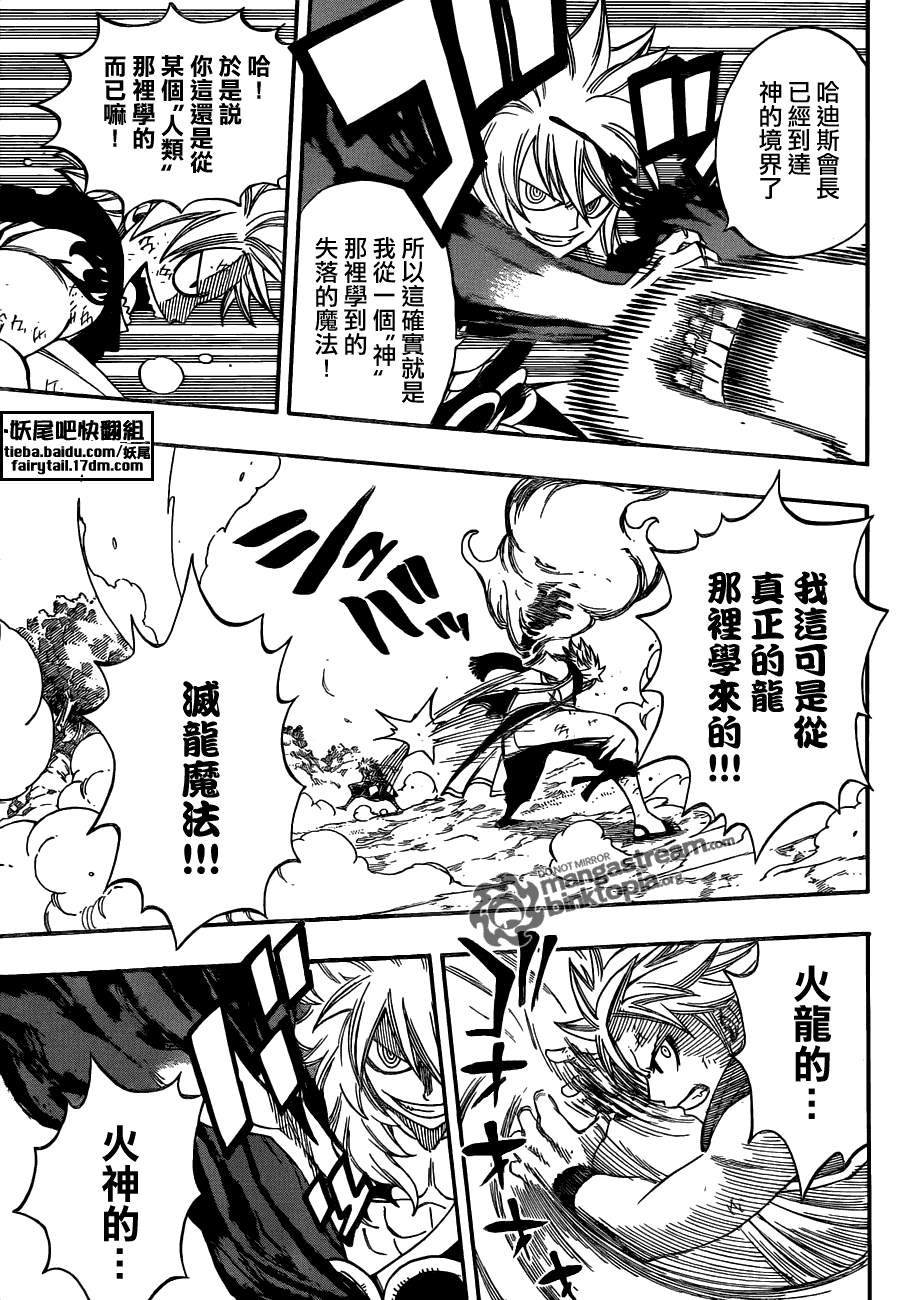 哈迪斯會長
已經到達
神的境界了
所以這確實就是
我從一個"神"
那裡學到的
失落的魔法！
哈！
於是說
你這還是從
某個"人類"
那裡學的
而已嘛！
妖尾吧快翻組
tieba.baidu.com/妖尾
fairytail.17dm.com
我這可是從
真正的龍
那裡學來的!!!
滅龍魔法!!!
DO NOT MIRROR
mangastream.com
binktopia.org
火龍的…
火神的…